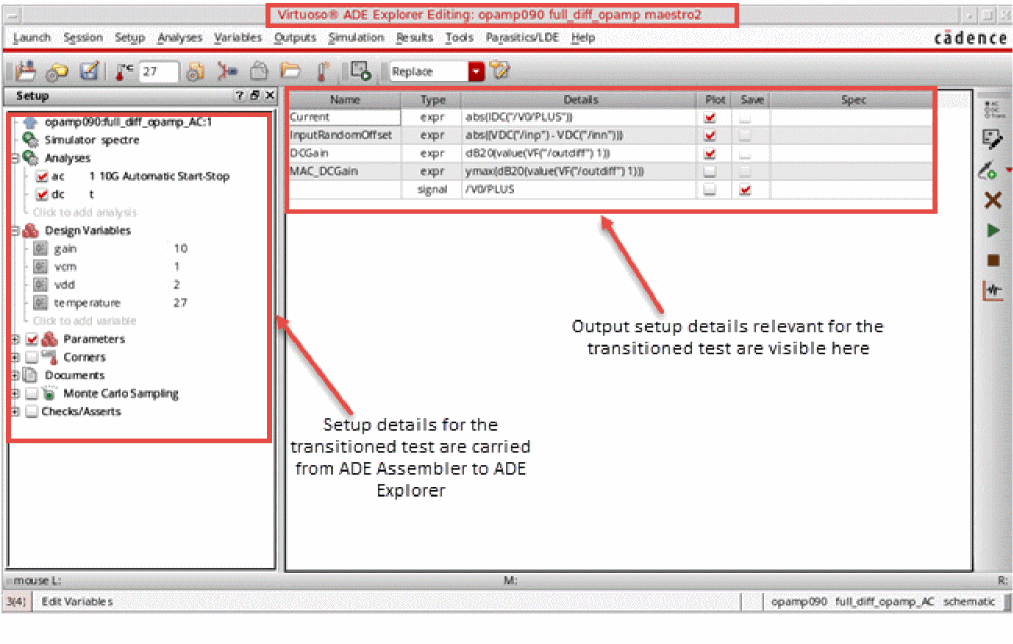 Virtuoso® ADE Explorer Editing: opamp090 full_diff_opamp maestro2
Launch Session Setup Analyses Variables Outputs Simulation Results Tools Parasitics/LDE Help cādence
27 Replace
Setup ? X
Name Type Details Plot Save Spec
opamp090:full_diff_opamp_AC:1
Simulator spectre
Analyses
ac 1 10G Automatic Start-Stop
dc t
Click to add analysis
Design Variables
gain 10
vcm 1
vdd 2
temperature 27
Click to add variable
Parameters
Corners
Documents
Monte Carlo Sampling
Checks/Asserts
Current expr abs(IDC("/V0/PLUS"))
InputRandomOffset expr abs((VDC("/inp") - VDC("/inn")))
DCGain expr dB20(value(VF("/outdiff") 1))
MAC_DCGain expr ymax(dB20(value(VF("/outdiff") 1)))
signal /V0/PLUS
Output setup details relevant for the
transitioned test are visible here
Setup details for the
transitioned test are carried
from ADE Assembler to ADE
Explorer
mouse L: M: R:
3(4) Edit Variables opamp090 full_diff_opamp_AC schematic